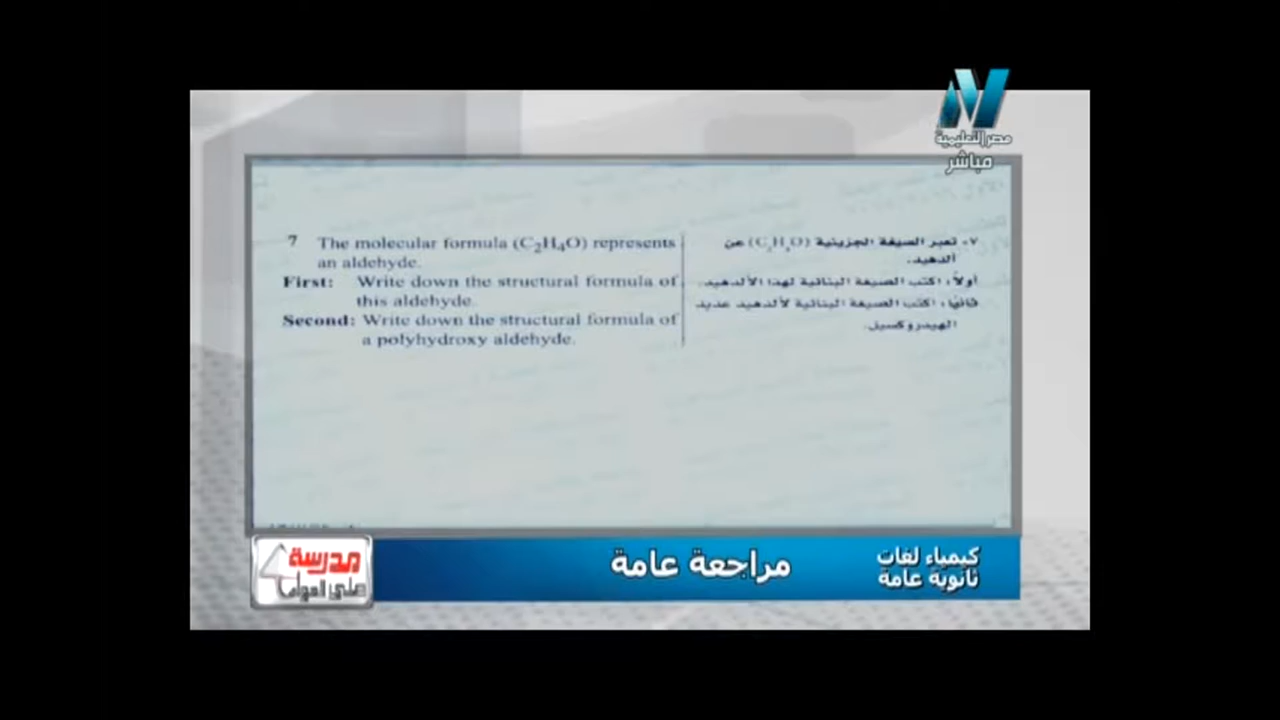 مصر التعليمية
مباشر
7 The molecular formula (C₂H₄O) represents
an aldehyde.
First: Write down the structural formula of
this aldehyde.
Second: Write down the structural formula of
a polyhydroxy aldehyde.
٧- تعبر الصيغة الجزيئية (C₂H₄O) عن
ألدهيد.
أولاً، اكتب الصيغة البنائية لهذا الألدهيد.
ثانيًا، اكتب الصيغة البنائية لألدهيد عديد
الهيدروكسيل.
مدرسة
على الهواء
مراجعة عامة
كيمياء لغات
ثانوية عامة